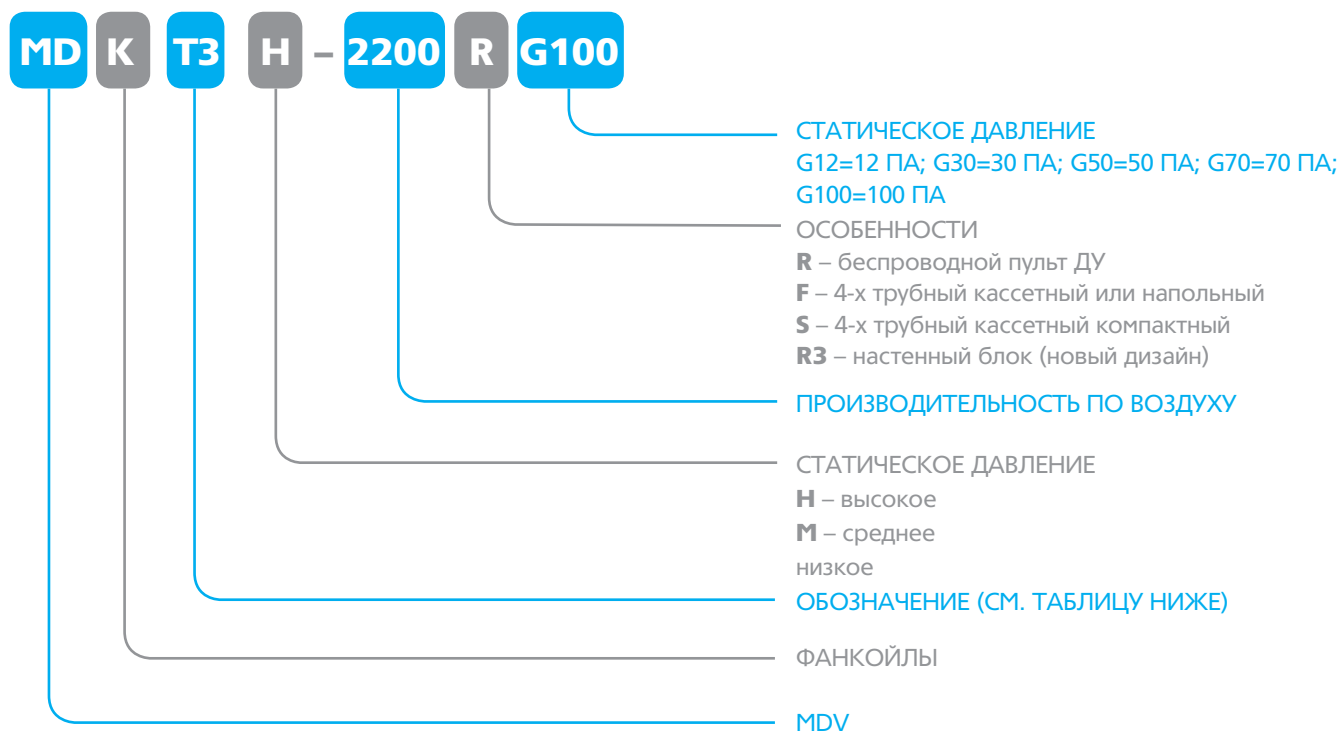 MD K T3 H – 2200 R G100
СТАТИЧЕСКОЕ ДАВЛЕНИЕ
G12=12 ПА; G30=30 ПА; G50=50 ПА; G70=70 ПА;
G100=100 ПА
ОСОБЕННОСТИ
R – беспроводной пульт ДУ
F – 4-х трубный кассетный или напольный
S – 4-х трубный кассетный компактный
R3 – настенный блок (новый дизайн)
ПРОИЗВОДИТЕЛЬНОСТЬ ПО ВОЗДУХУ
СТАТИЧЕСКОЕ ДАВЛЕНИЕ
H – высокое
M – среднее
низкое
ОБОЗНАЧЕНИЕ (СМ. ТАБЛИЦУ НИЖЕ)
ФАНКОЙЛЫ
MDV